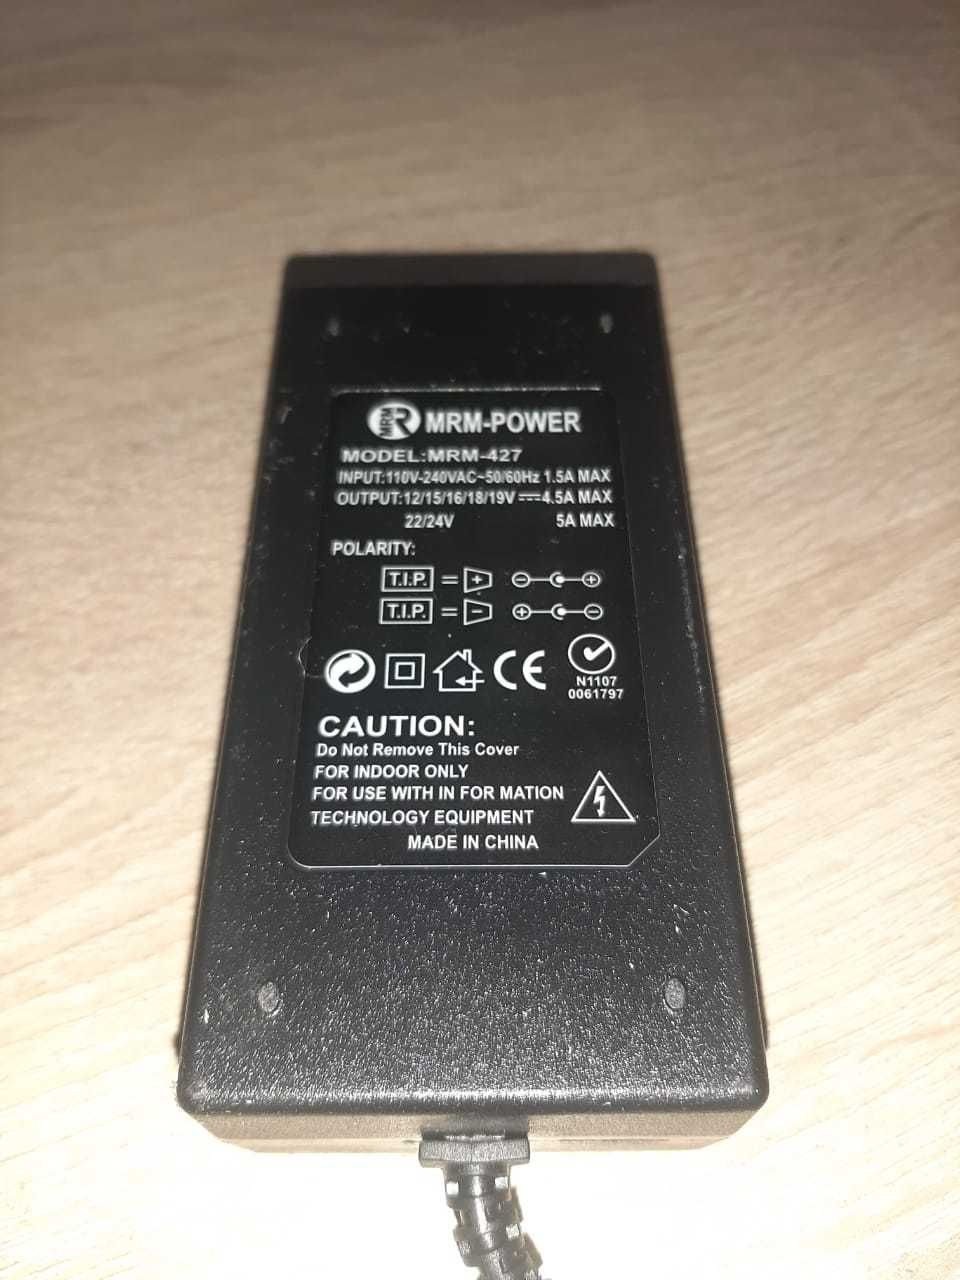 MRM MRM-POWER
MODEL:MRM-427
INPUT:110V-240VAC~50/60Hz 1.5A MAX
OUTPUT:12/15/16/18/19V⎓4.5A MAX
22/24V 5A MAX
POLARITY:
T.I.P. = +  - +
T.I.P. = -  + -
CE
N1107
0061797
CAUTION:
Do Not Remove This Cover
FOR INDOOR ONLY
FOR USE WITH IN FOR MATION
TECHNOLOGY EQUIPMENT
MADE IN CHINA